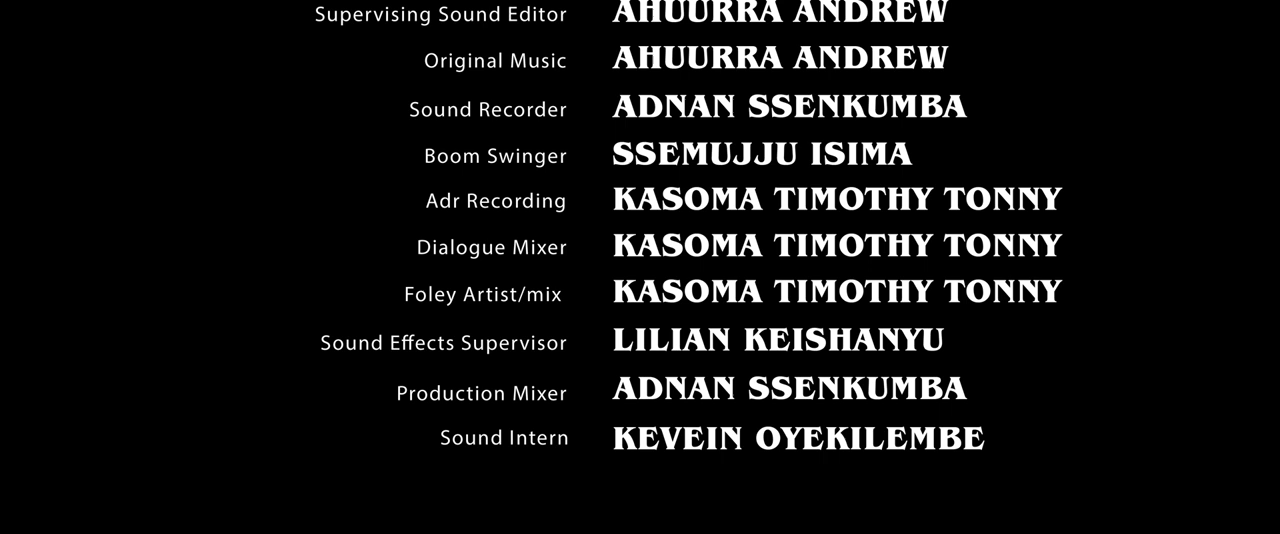 Supervising Sound Editor AHUURRA ANDREW
Original Music AHUURRA ANDREW
Sound Recorder ADNAN SSENKUMBA
Boom Swinger SSEMUJJU ISIMA
Adr Recording KASOMA TIMOTHY TONNY
Dialogue Mixer KASOMA TIMOTHY TONNY
Foley Artist/mix KASOMA TIMOTHY TONNY
Sound Effects Supervisor LILIAN KEISHANYU
Production Mixer ADNAN SSENKUMBA
Sound Intern KEVEIN OYEKILEMBE